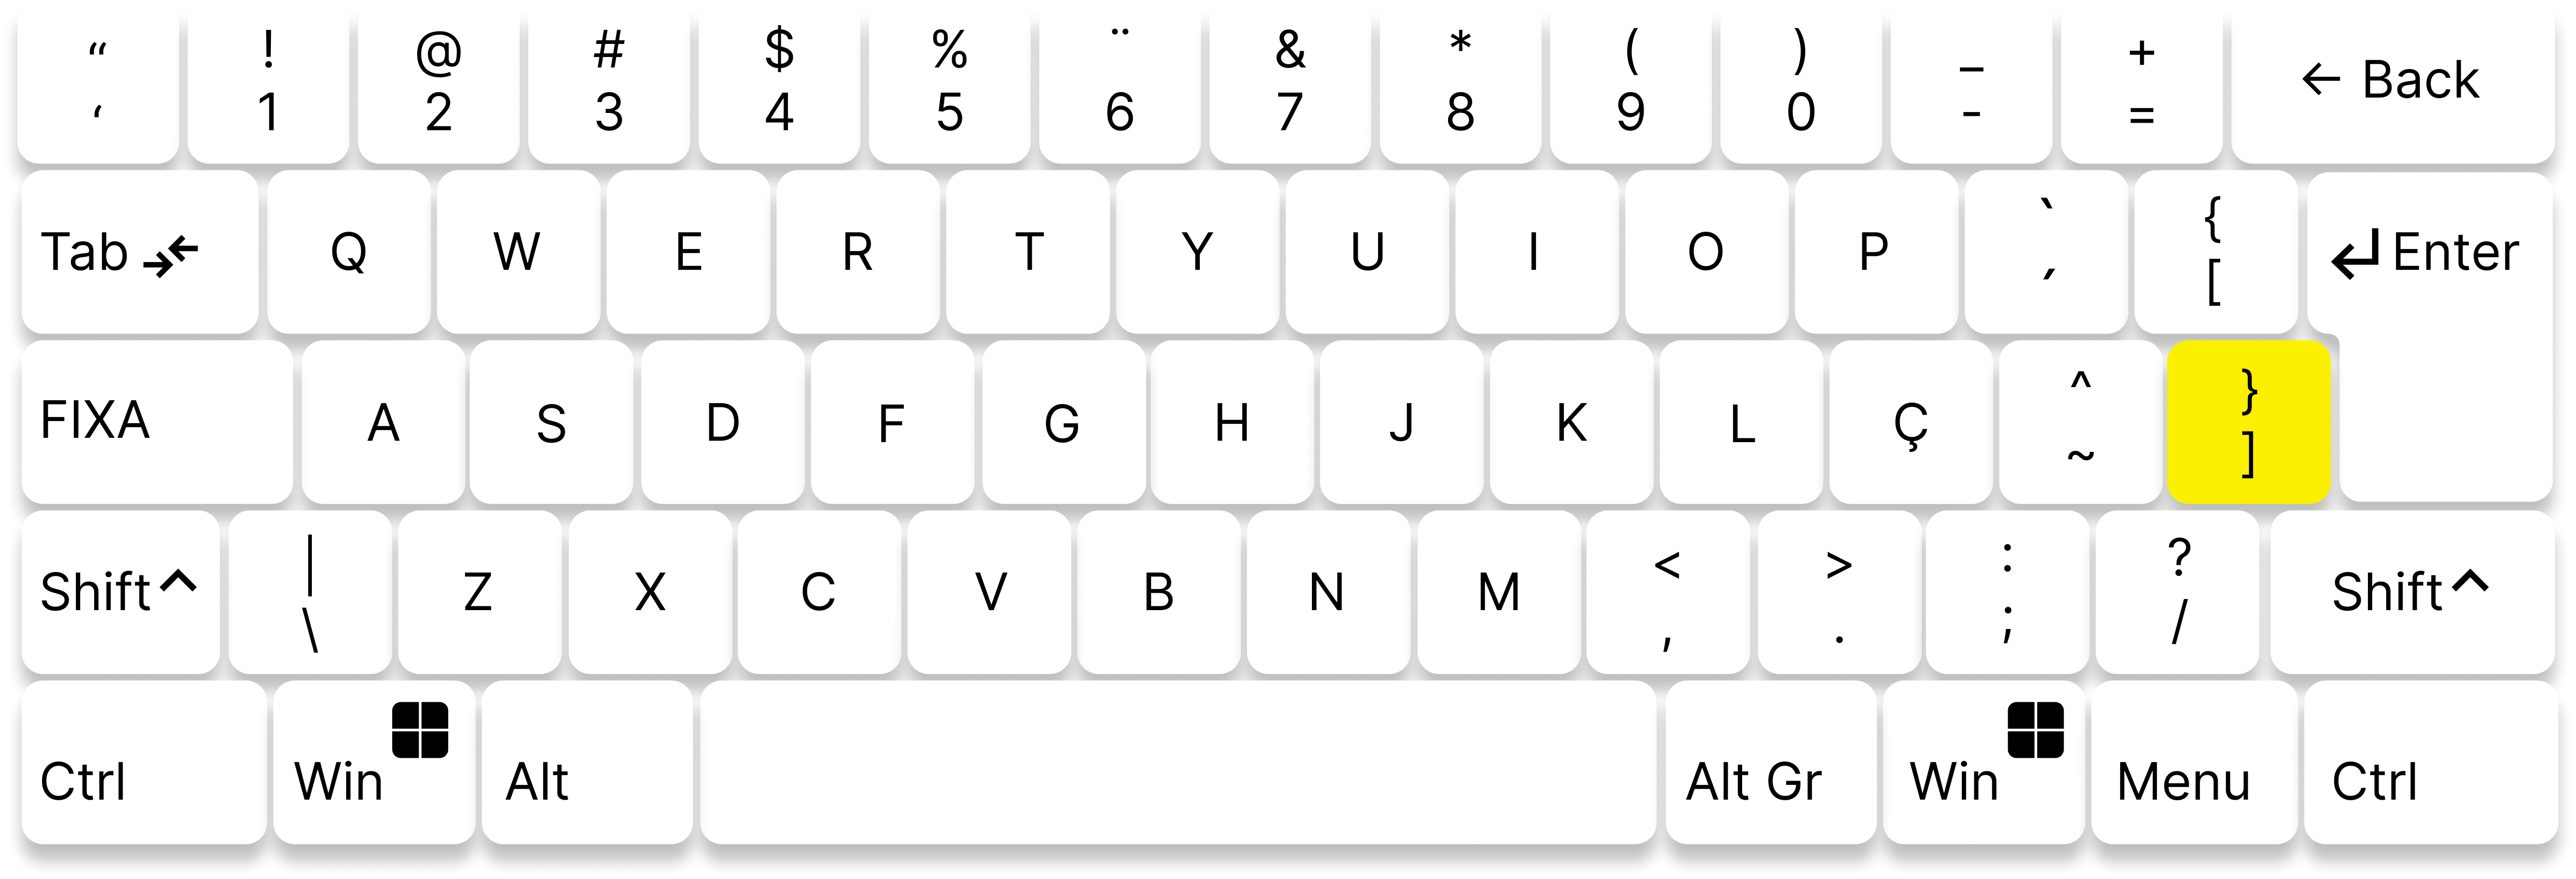 “ ! @ # $ % ¨ & * ( ) _ +
‘ 1 2 3 4 5 6 7 8 9 0 - = ← Back
Tab Q W E R T Y U I O P ` ´ { [ ↵ Enter
FIXA A S D F G H J K L Ç ^ ~ } ]
Shift | \ Z X C V B N M < , > . : ; ? / Shift
Ctrl Win Alt Alt Gr Win Menu Ctrl